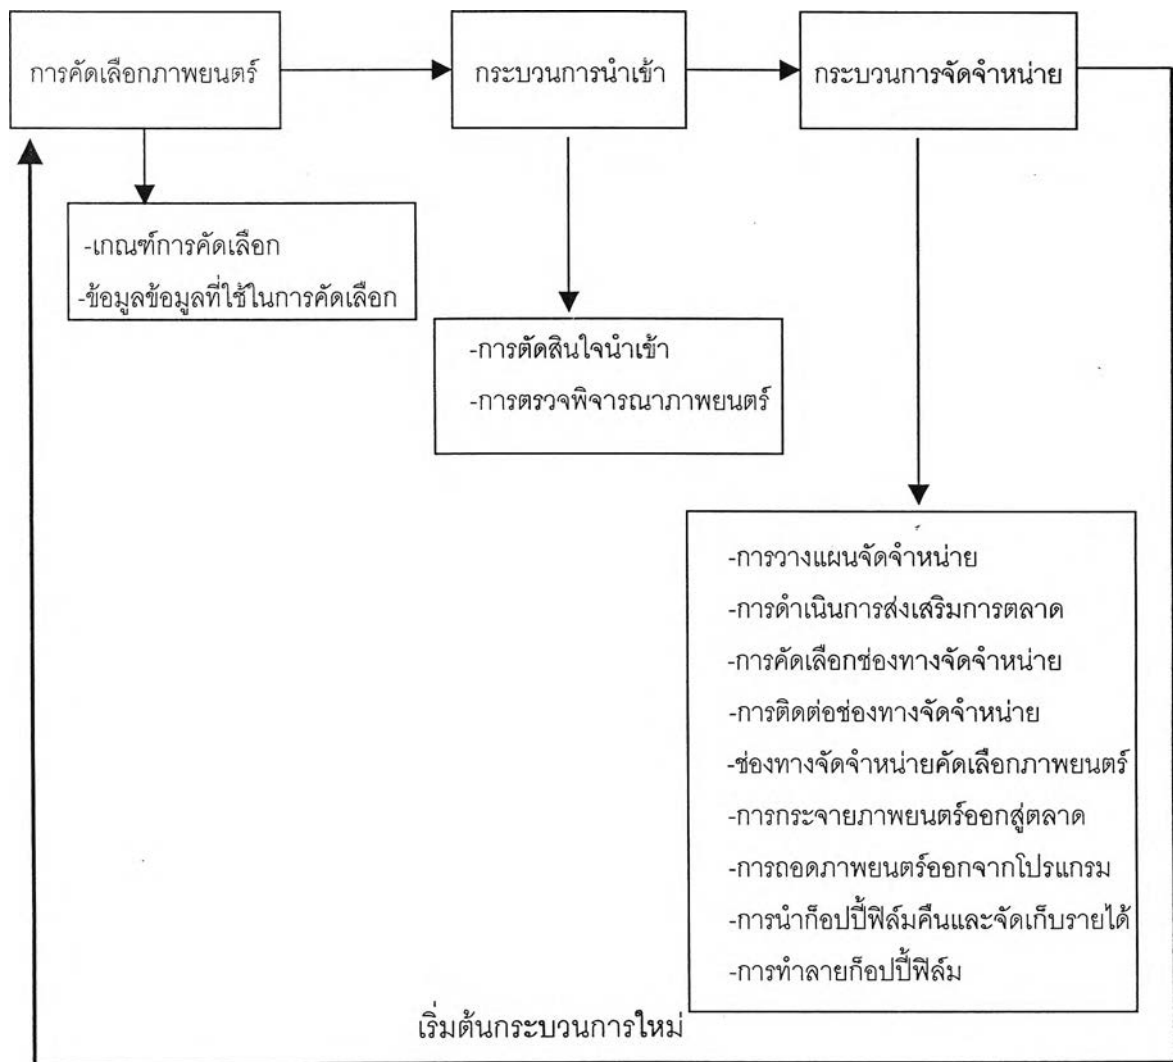 การคัดเลือกภาพยนตร์
กระบวนการนำเข้า
กระบวนการจัดจำหน่าย
-เกณฑ์การคัดเลือก
-ข้อมูลข้อมูลที่ใช้ในการคัดเลือก
-การตัดสินใจนำเข้า
-การตรวจพิจารณาภาพยนตร์
-การวางแผนจัดจำหน่าย
-การดำเนินการส่งเสริมการตลาด
-การคัดเลือกช่องทางจัดจำหน่าย
-การติดต่อช่องทางจัดจำหน่าย
-ช่องทางจัดจำหน่ายคัดเลือกภาพยนตร์
-การกระจายภาพยนตร์ออกสู่ตลาด
-การถอดภาพยนตร์ออกจากโปรแกรม
-การนำก็อปปี้ฟิล์มคืนและจัดเก็บรายได้
-การทำลายก็อปปี้ฟิล์ม
เริ่มต้นกระบวนการใหม่